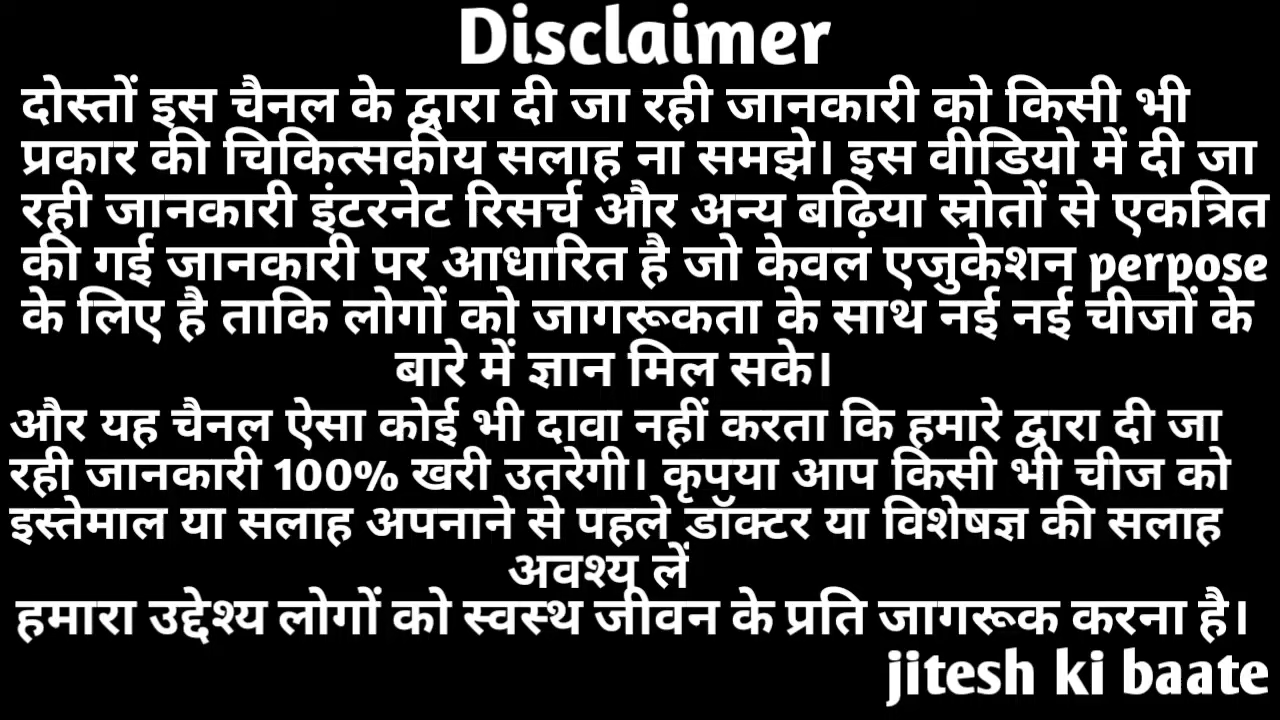 Disclaimer
दोस्तों इस चैनल के द्वारा दी जा रही जानकारी को किसी भी
प्रकार की चिकित्सकीय सलाह ना समझे। इस वीडियो में दी जा
रही जानकारी इंटरनेट रिसर्च और अन्य बढ़िया स्रोतों से एकत्रित
की गई जानकारी पर आधारित है जो केवल एजुकेशन perpose
के लिए है ताकि लोगों को जागरूकता के साथ नई नई चीजों के
बारे में ज्ञान मिल सके।
और यह चैनल ऐसा कोई भी दावा नहीं करता कि हमारे द्वारा दी जा
रही जानकारी 100% खरी उतरेगी। कृपया आप किसी भी चीज को
इस्तेमाल या सलाह अपनाने से पहले डॉक्टर या विशेषज्ञ की सलाह
अवश्य लें
हमारा उद्देश्य लोगों को स्वस्थ जीवन के प्रति जागरूक करना है।
jitesh ki baate